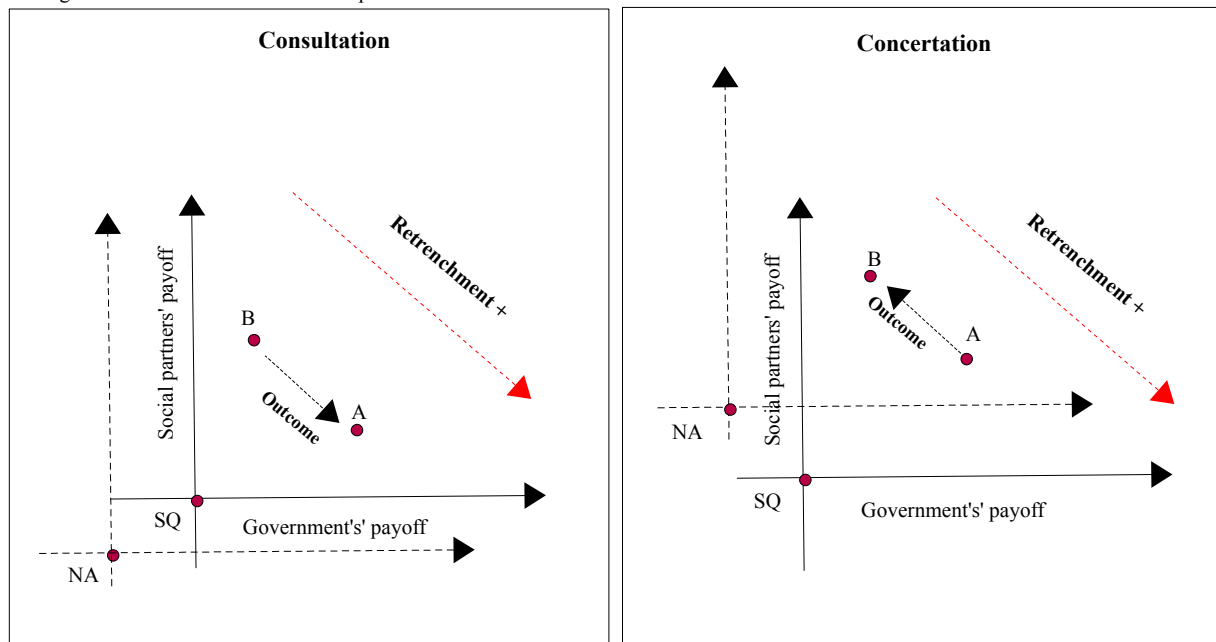 Consultation
Retrenchment +
Social partners' payoff
B
Outcome
A
SQ
Government's' payoff
NA
Concertation
Retrenchment +
Social partners' payoff
B
Outcome
A
NA
SQ
Government's' payoff